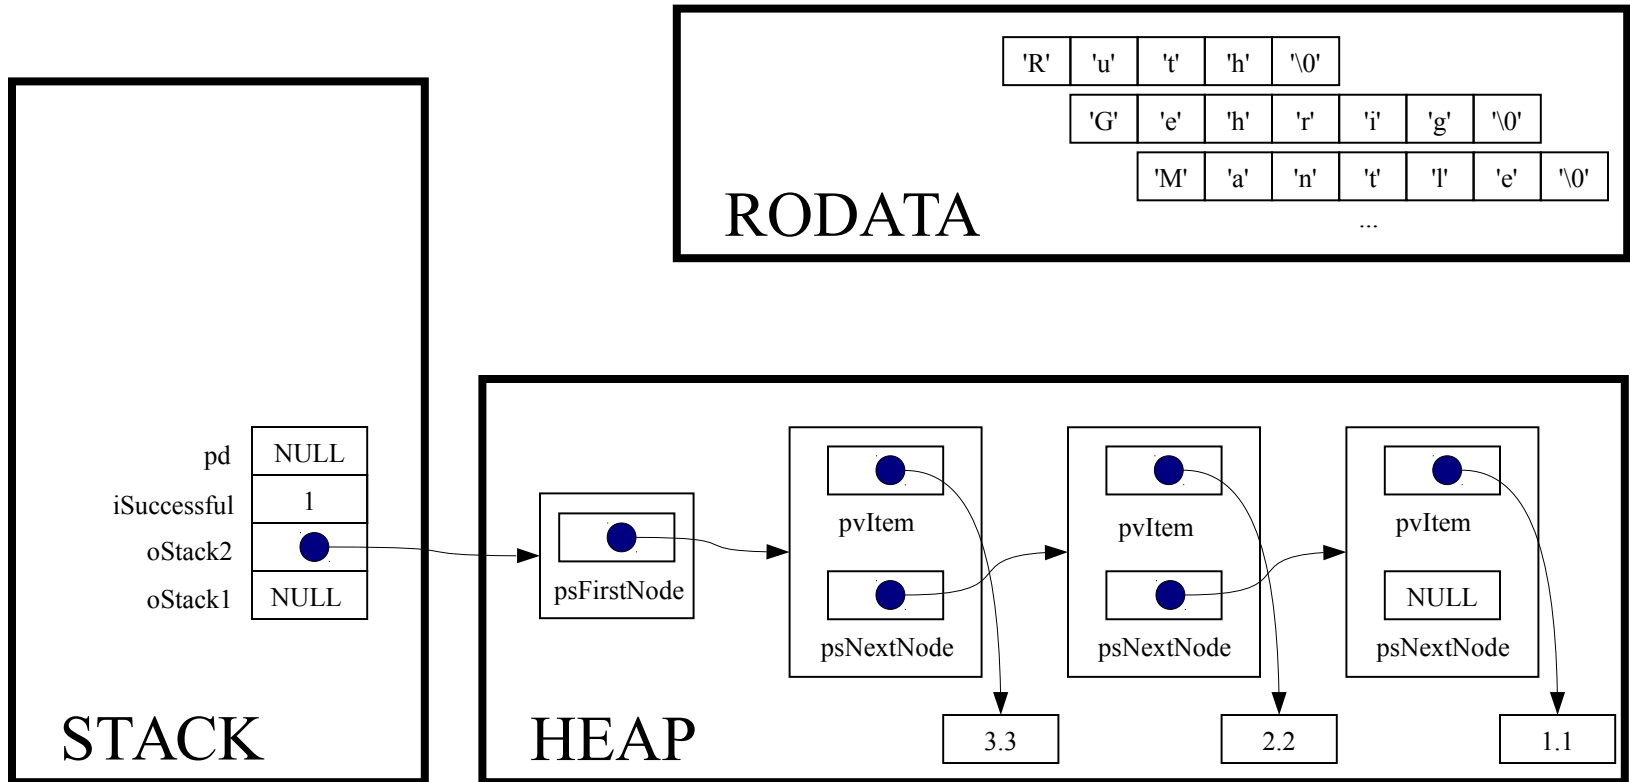 'R' 'u' 't' 'h' '\0'
'G' 'e' 'h' 'r' 'i' 'g' '\0'
'M' 'a' 'n' 't' 'l' 'e' '\0'
...
RODATA
pd NULL
iSuccessful 1
oStack2
oStack1 NULL
STACK
psFirstNode
pvItem
psNextNode
3.3
pvItem
psNextNode
2.2
pvItem
NULL
psNextNode
1.1
HEAP